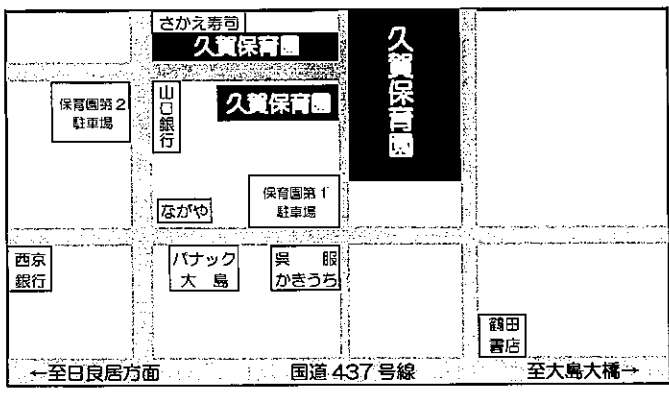 さかえ寿司
久賀保育園
久賀保育園
久賀保育園
保育園第2
駐車場
山口銀行
保育園第1
駐車場
ながや
西京
銀行
パナック
大島
呉服
かきうち
鶴田
書店
←至日良居方面
国道437号線
至大島大橋→